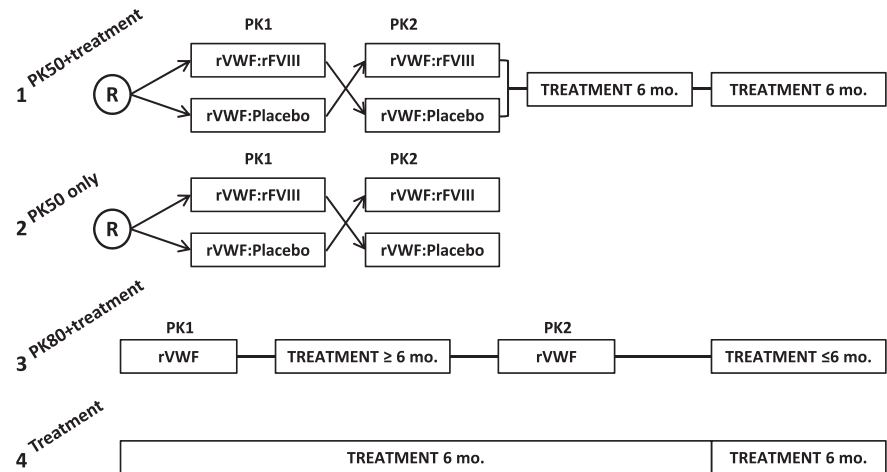 1 PK50+treatment
PK1 PK2
R
rVWF:rFVIII rVWF:rFVIII
rVWF:Placebo rVWF:Placebo
TREATMENT 6 mo. TREATMENT 6 mo.
2 PK50 only
PK1 PK2
R
rVWF:rFVIII rVWF:rFVIII
rVWF:Placebo rVWF:Placebo
3 PK80+treatment
PK1 PK2
rVWF TREATMENT ≥ 6 mo. rVWF TREATMENT ≤6 mo.
4 Treatment
TREATMENT 6 mo. TREATMENT 6 mo.